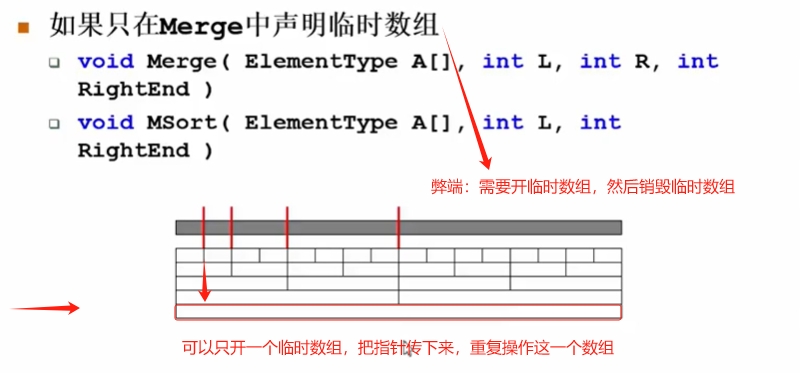 如果只在Merge中声明临时数组
void Merge( ElementType A[], int L, int R, int
RightEnd )
void MSort( ElementType A[], int L, int
RightEnd )
弊端：需要开临时数组，然后销毁临时数组
可以只开一个临时数组，把指针传下来，重复操作这一个数组